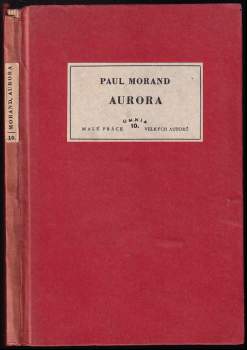 PAUL MORAND
AURORA
OMNIA
MALÉ PRÁCE 10. VELKÝCH AUTORŮ
10. MORAND, AURORA